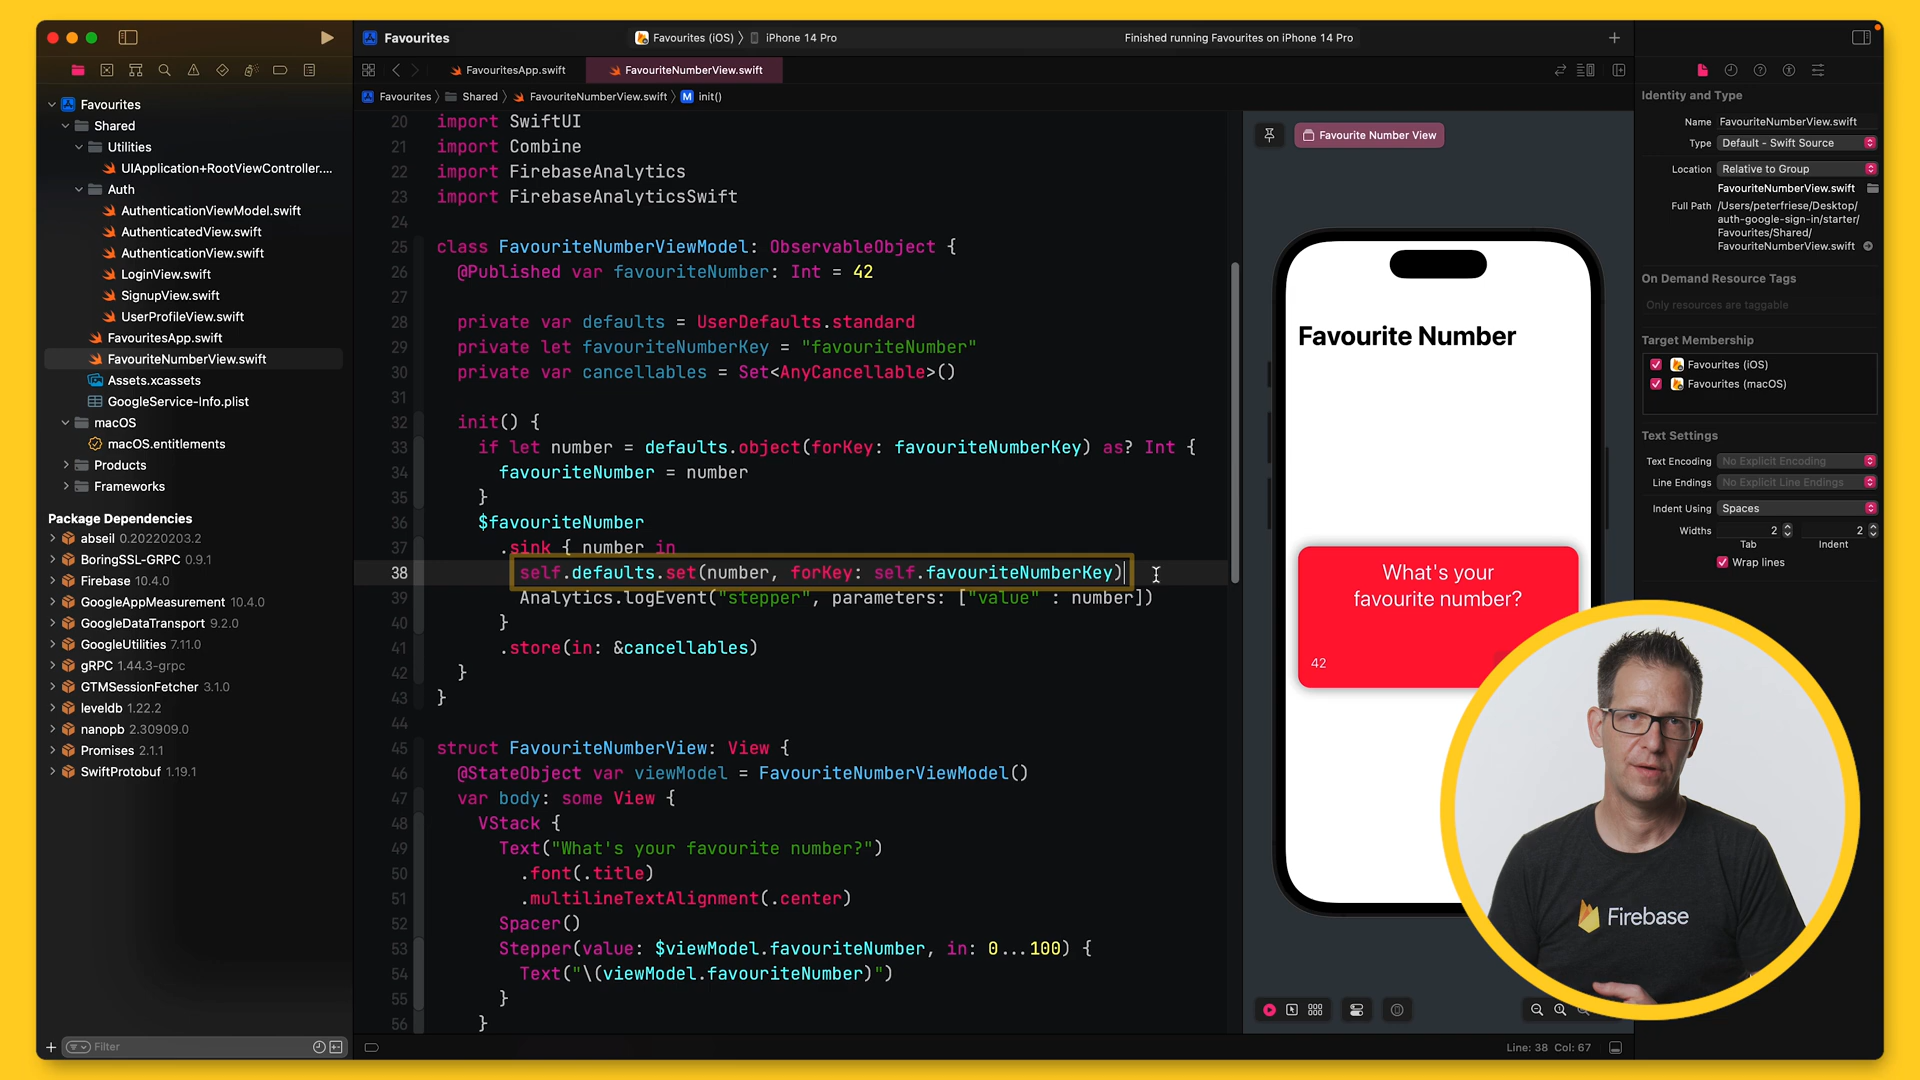 Favourites
Favourites (iOS) 〉 iPhone 14 Pro
Finished running Favourites on iPhone 14 Pro
FavouritesApp.swift
FavouriteNumberView.swift
Favourites 〉 Shared 〉 FavouriteNumberView.swift 〉 M init()
Favourites
Shared
Utilities
UIApplication+RootViewController....
Auth
AuthenticationViewModel.swift
AuthenticatedView.swift
AuthenticationView.swift
LoginView.swift
SignupView.swift
UserProfileView.swift
FavouritesApp.swift
FavouriteNumberView.swift
Assets.xcassets
GoogleService-Info.plist
macOS
macOS.entitlements
Products
Frameworks
Package Dependencies
abseil 0.20220203.2
BoringSSL-GRPC 0.9.1
Firebase 10.4.0
GoogleAppMeasurement 10.4.0
GoogleDataTransport 9.2.0
GoogleUtilities 7.11.0
gRPC 1.44.3-grpc
GTMSessionFetcher 3.1.0
leveldb 1.22.2
nanopb 2.30909.0
Promises 2.1.1
SwiftProtobuf 1.19.1
Filter
20 import SwiftUI
21 import Combine
22 import FirebaseAnalytics
23 import FirebaseAnalyticsSwift
24
25 class FavouriteNumberViewModel: ObservableObject {
26 @Published var favouriteNumber: Int = 42
27
28 private var defaults = UserDefaults.standard
29 private let favouriteNumberKey = "favouriteNumber"
30 private var cancellables = Set<AnyCancellable>()
31
32 init() {
33 if let number = defaults.object(forKey: favouriteNumberKey) as? Int {
34 favouriteNumber = number
35 }
36 $favouriteNumber
37 .sink { number in
38 self.defaults.set(number, forKey: self.favouriteNumberKey)
39 Analytics.logEvent("stepper", parameters: ["value" : number])
40 }
41 .store(in: &cancellables)
42 }
43 }
44
45 struct FavouriteNumberView: View {
46 @StateObject var viewModel = FavouriteNumberViewModel()
47 var body: some View {
48 VStack {
49 Text("What's your favourite number?")
50 .font(.title)
51 .multilineTextAlignment(.center)
52 Spacer()
53 Stepper(value: $viewModel.favouriteNumber, in: 0...100) {
54 Text("\(viewModel.favouriteNumber)")
55 }
56 }
Line: 38 Col: 67
Favourite Number View
Favourite Number
What's your
favourite number?
42
Firebase
Identity and Type
Name FavouriteNumberView.swift
Type Default - Swift Source
Location Relative to Group
FavouriteNumberView.swift
Full Path /Users/peterfriese/Desktop/
auth-google-sign-in/starter/
Favourites/Shared/
FavouriteNumberView.swift
On Demand Resource Tags
Only resources are taggable
Target Membership
Favourites (iOS)
Favourites (macOS)
Text Settings
Text Encoding No Explicit Encoding
Line Endings No Explicit Line Endings
Indent Using Spaces
Widths 2 2
Tab Indent
Wrap lines